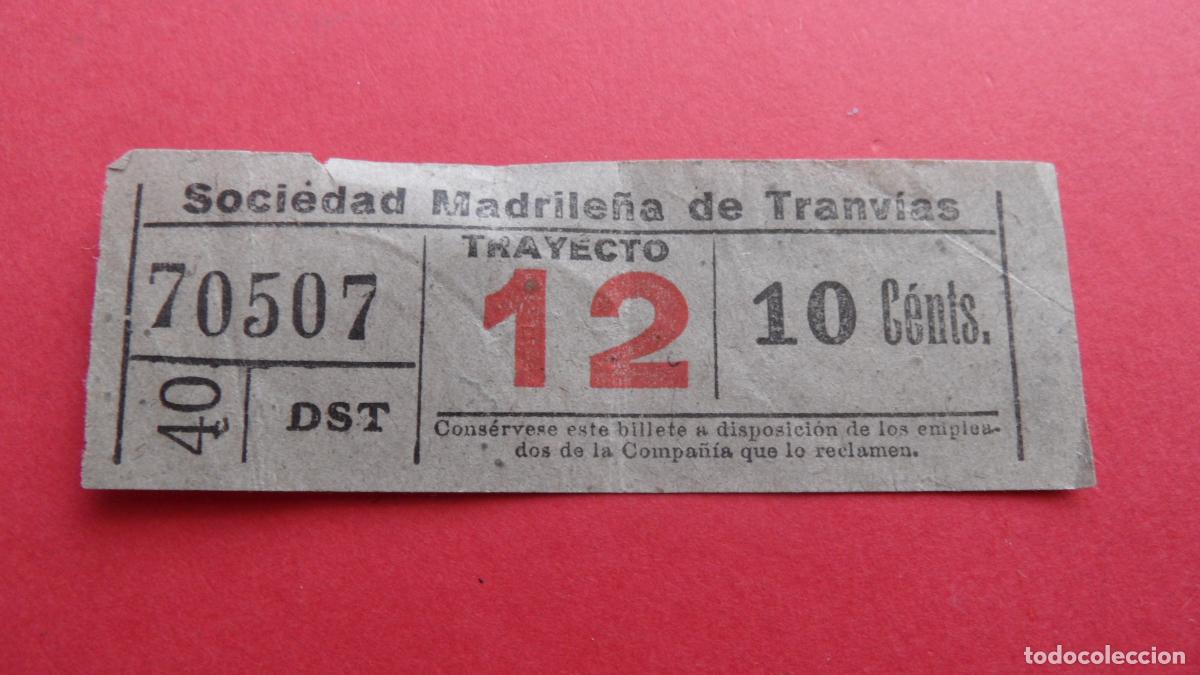 Sociedad Madrileña de Tranvías
70507
TRAYECTO
12
10 Cénts.
40
DST
Consérvese este billete a disposición de los emplea-
dos de la Compañía que lo reclamen.
todocoleccion